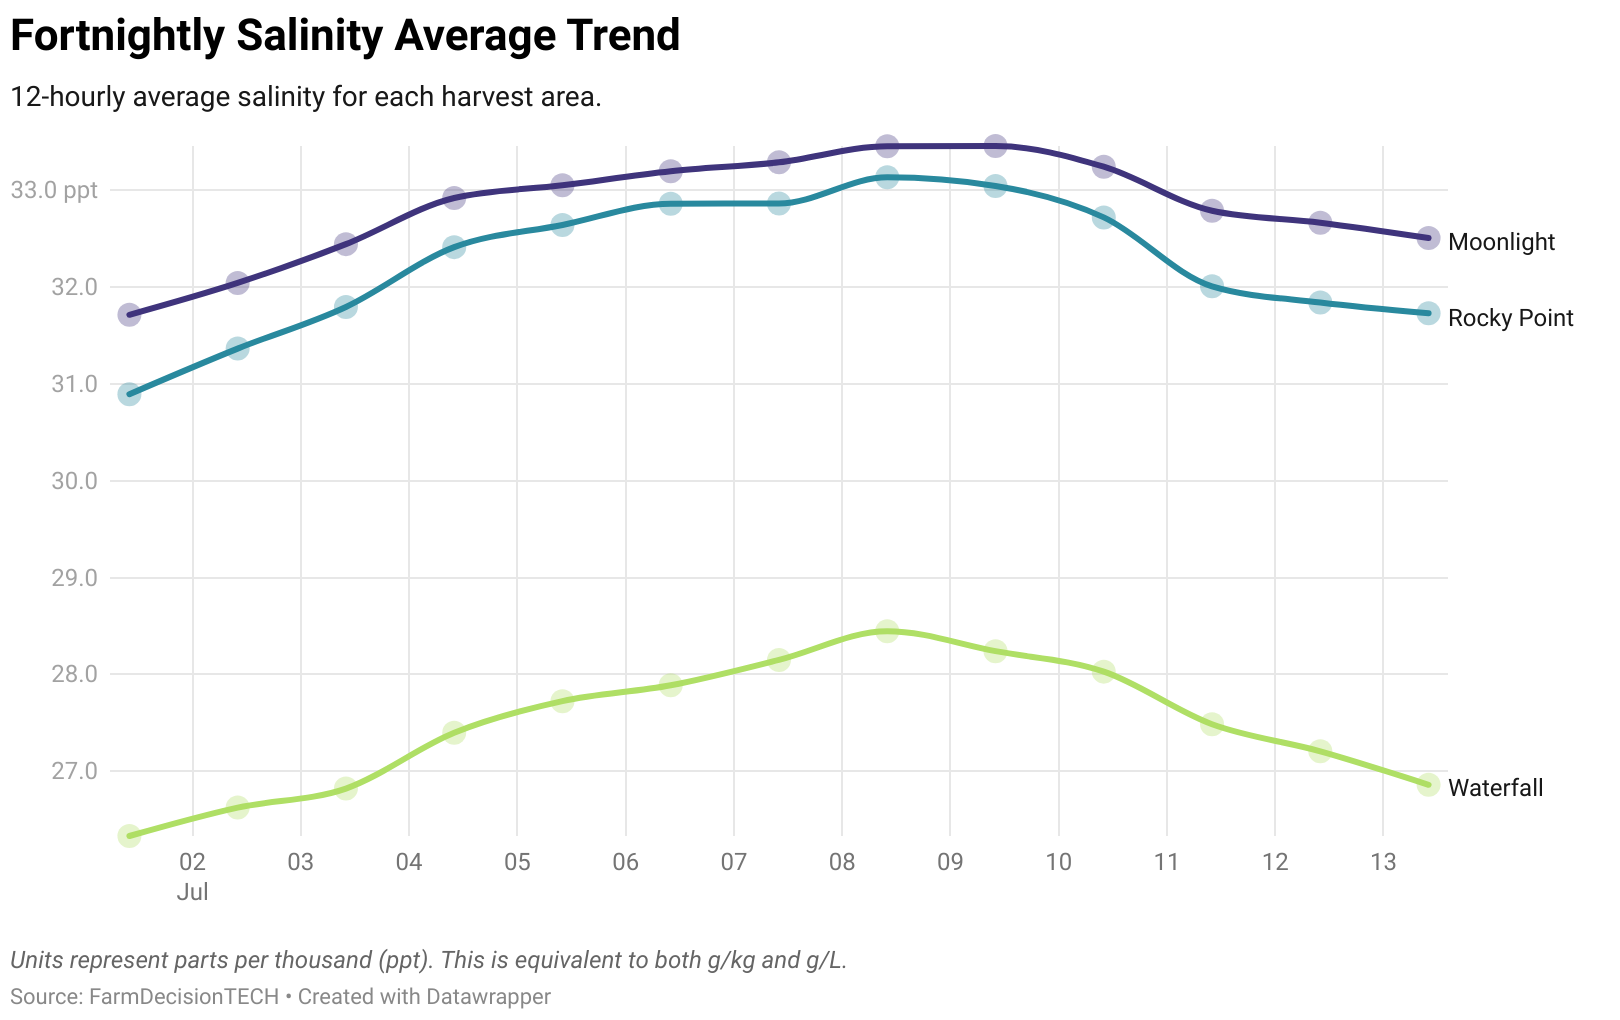 Fortnightly Salinity Average Trend
12-hourly average salinity for each harvest area.
33.0 ppt
32.0
31.0
30.0
29.0
28.0
27.0
Moonlight
Rocky Point
Waterfall
02 03 04 05 06 07 08 09 10 11 12 13
Jul
Units represent parts per thousand (ppt). This is equivalent to both g/kg and g/L.
Source: FarmDecisionTECH • Created with Datawrapper